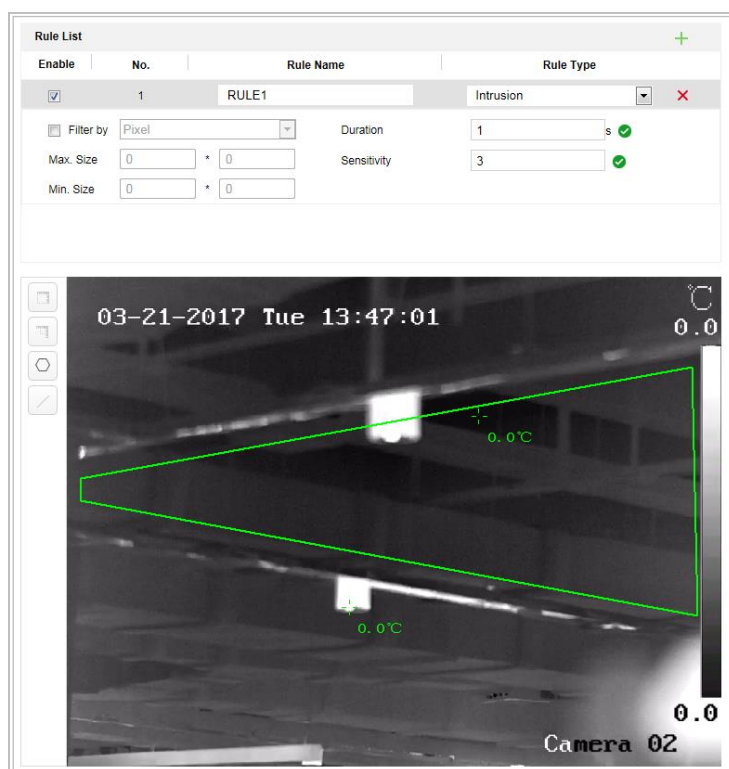 Rule List
Enable No. Rule Name Rule Type
1 RULE1 Intrusion
Filter by Pixel Duration 1 s
Max. Size 0 * 0 Sensitivity 3
Min. Size 0 * 0
℃
03-21-2017 Tue 13:47:01
0.0
0.0℃
0.0℃
0.0
Camera 02